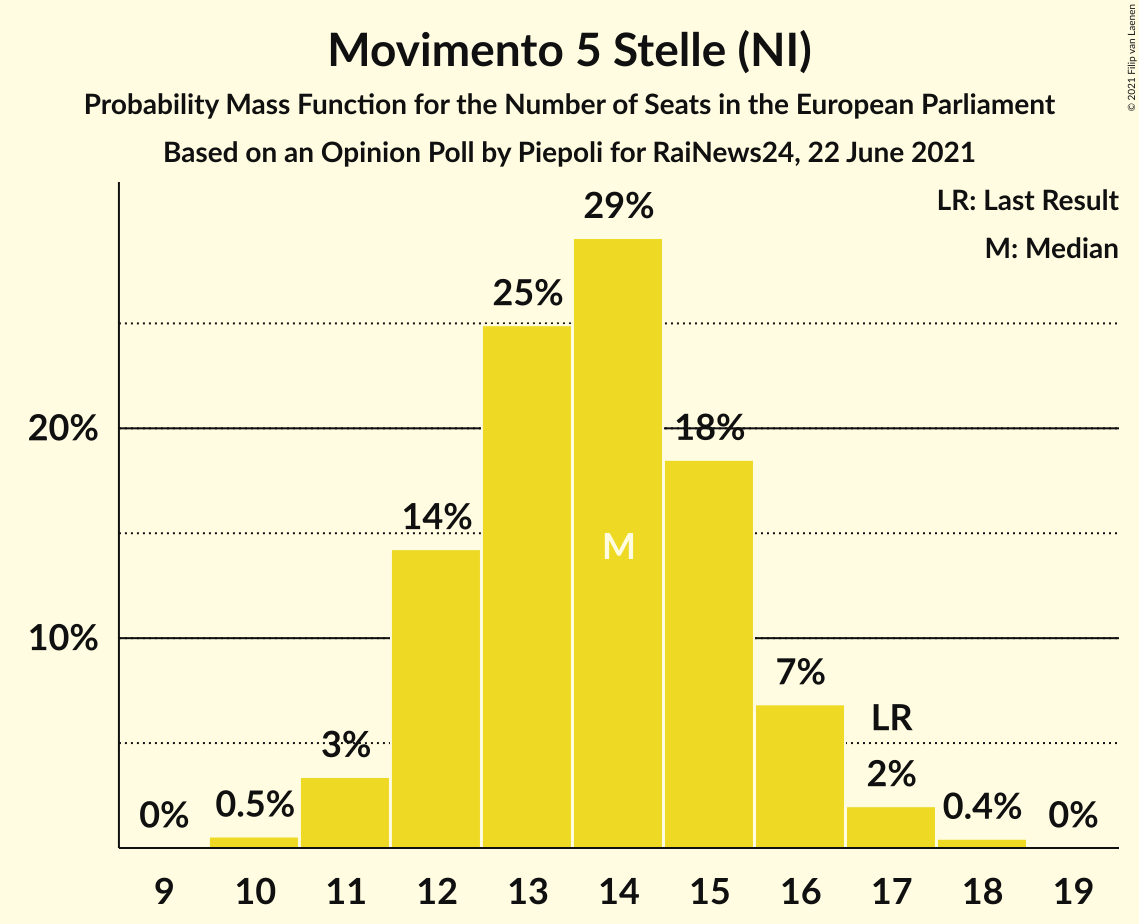 Movimento 5 Stelle (NI)
Probability Mass Function for the Number of Seats in the European Parliament
Based on an Opinion Poll by Piepoli for RaiNews24, 22 June 2021
© 2021 Filip van Laenen
LR: Last Result
M: Median
29%
25%
20%
18%
14%
M
10%
7%
LR
3%
2%
0%
0.5%
0.4%
0%
9 10 11 12 13 14 15 16 17 18 19